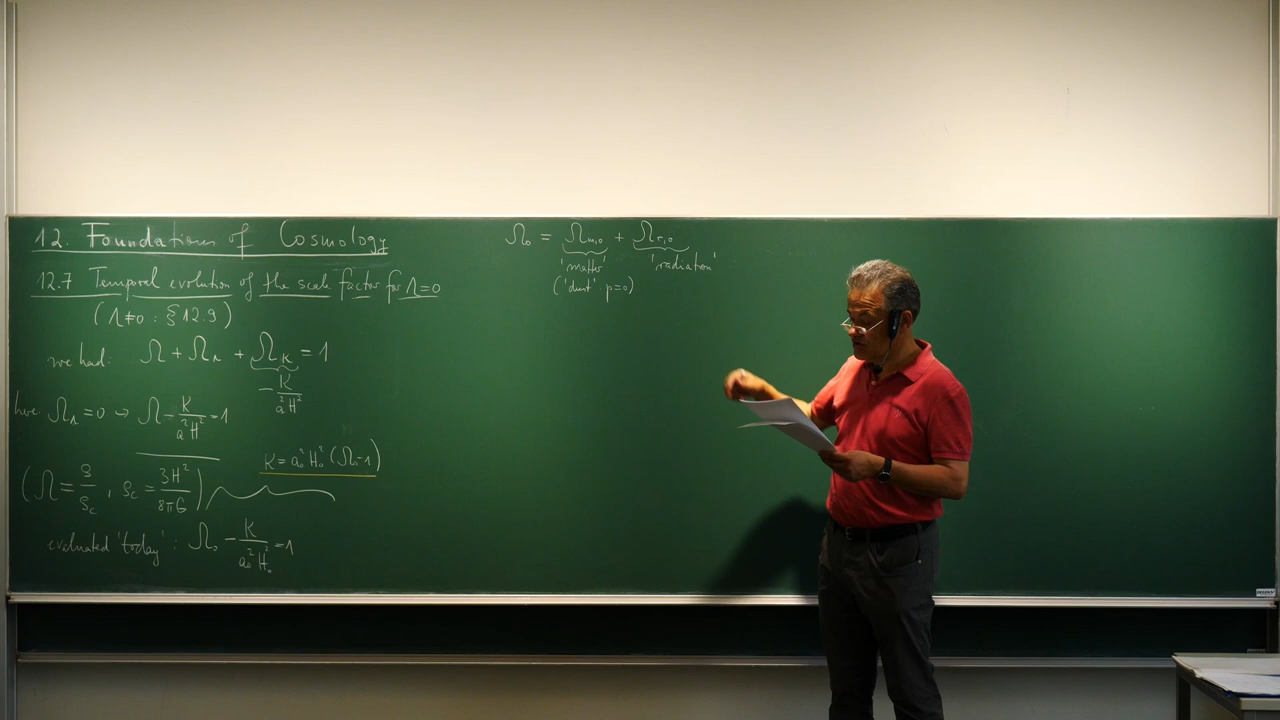 12. Foundations of Cosmology
12.7 Temporal evolution of the scale factor for Λ=0
(Λ≠0 : §12.9)
we had: Ω + Ω_Λ + Ω_K = 1
-K/(a²H²)
here: Ω_Λ = 0 → Ω - K/(a²H²) = 1
K = a₀²H₀²(Ω₀-1)
(Ω = ρ/ρ_c , ρ_c = 3H²/(8πG))
evaluated 'today' : Ω₀ - K/(a₀²H₀²) = 1
Ω₀ = Ω_m,0 + Ω_r,0
'matter' 'radiation'
('dust' p=0)